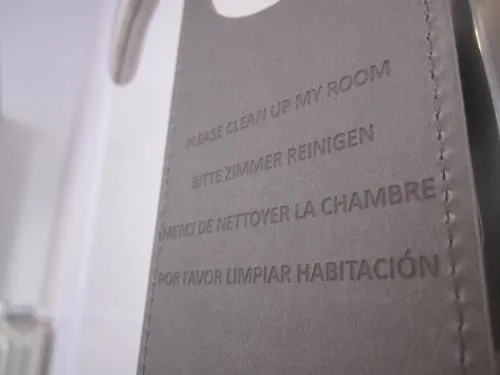 PLEASE CLEAN UP MY ROOM
BITTE ZIMMER REINIGEN
MERCI DE NETTOYER LA CHAMBRE
POR FAVOR LIMPIAR HABITACIÓN